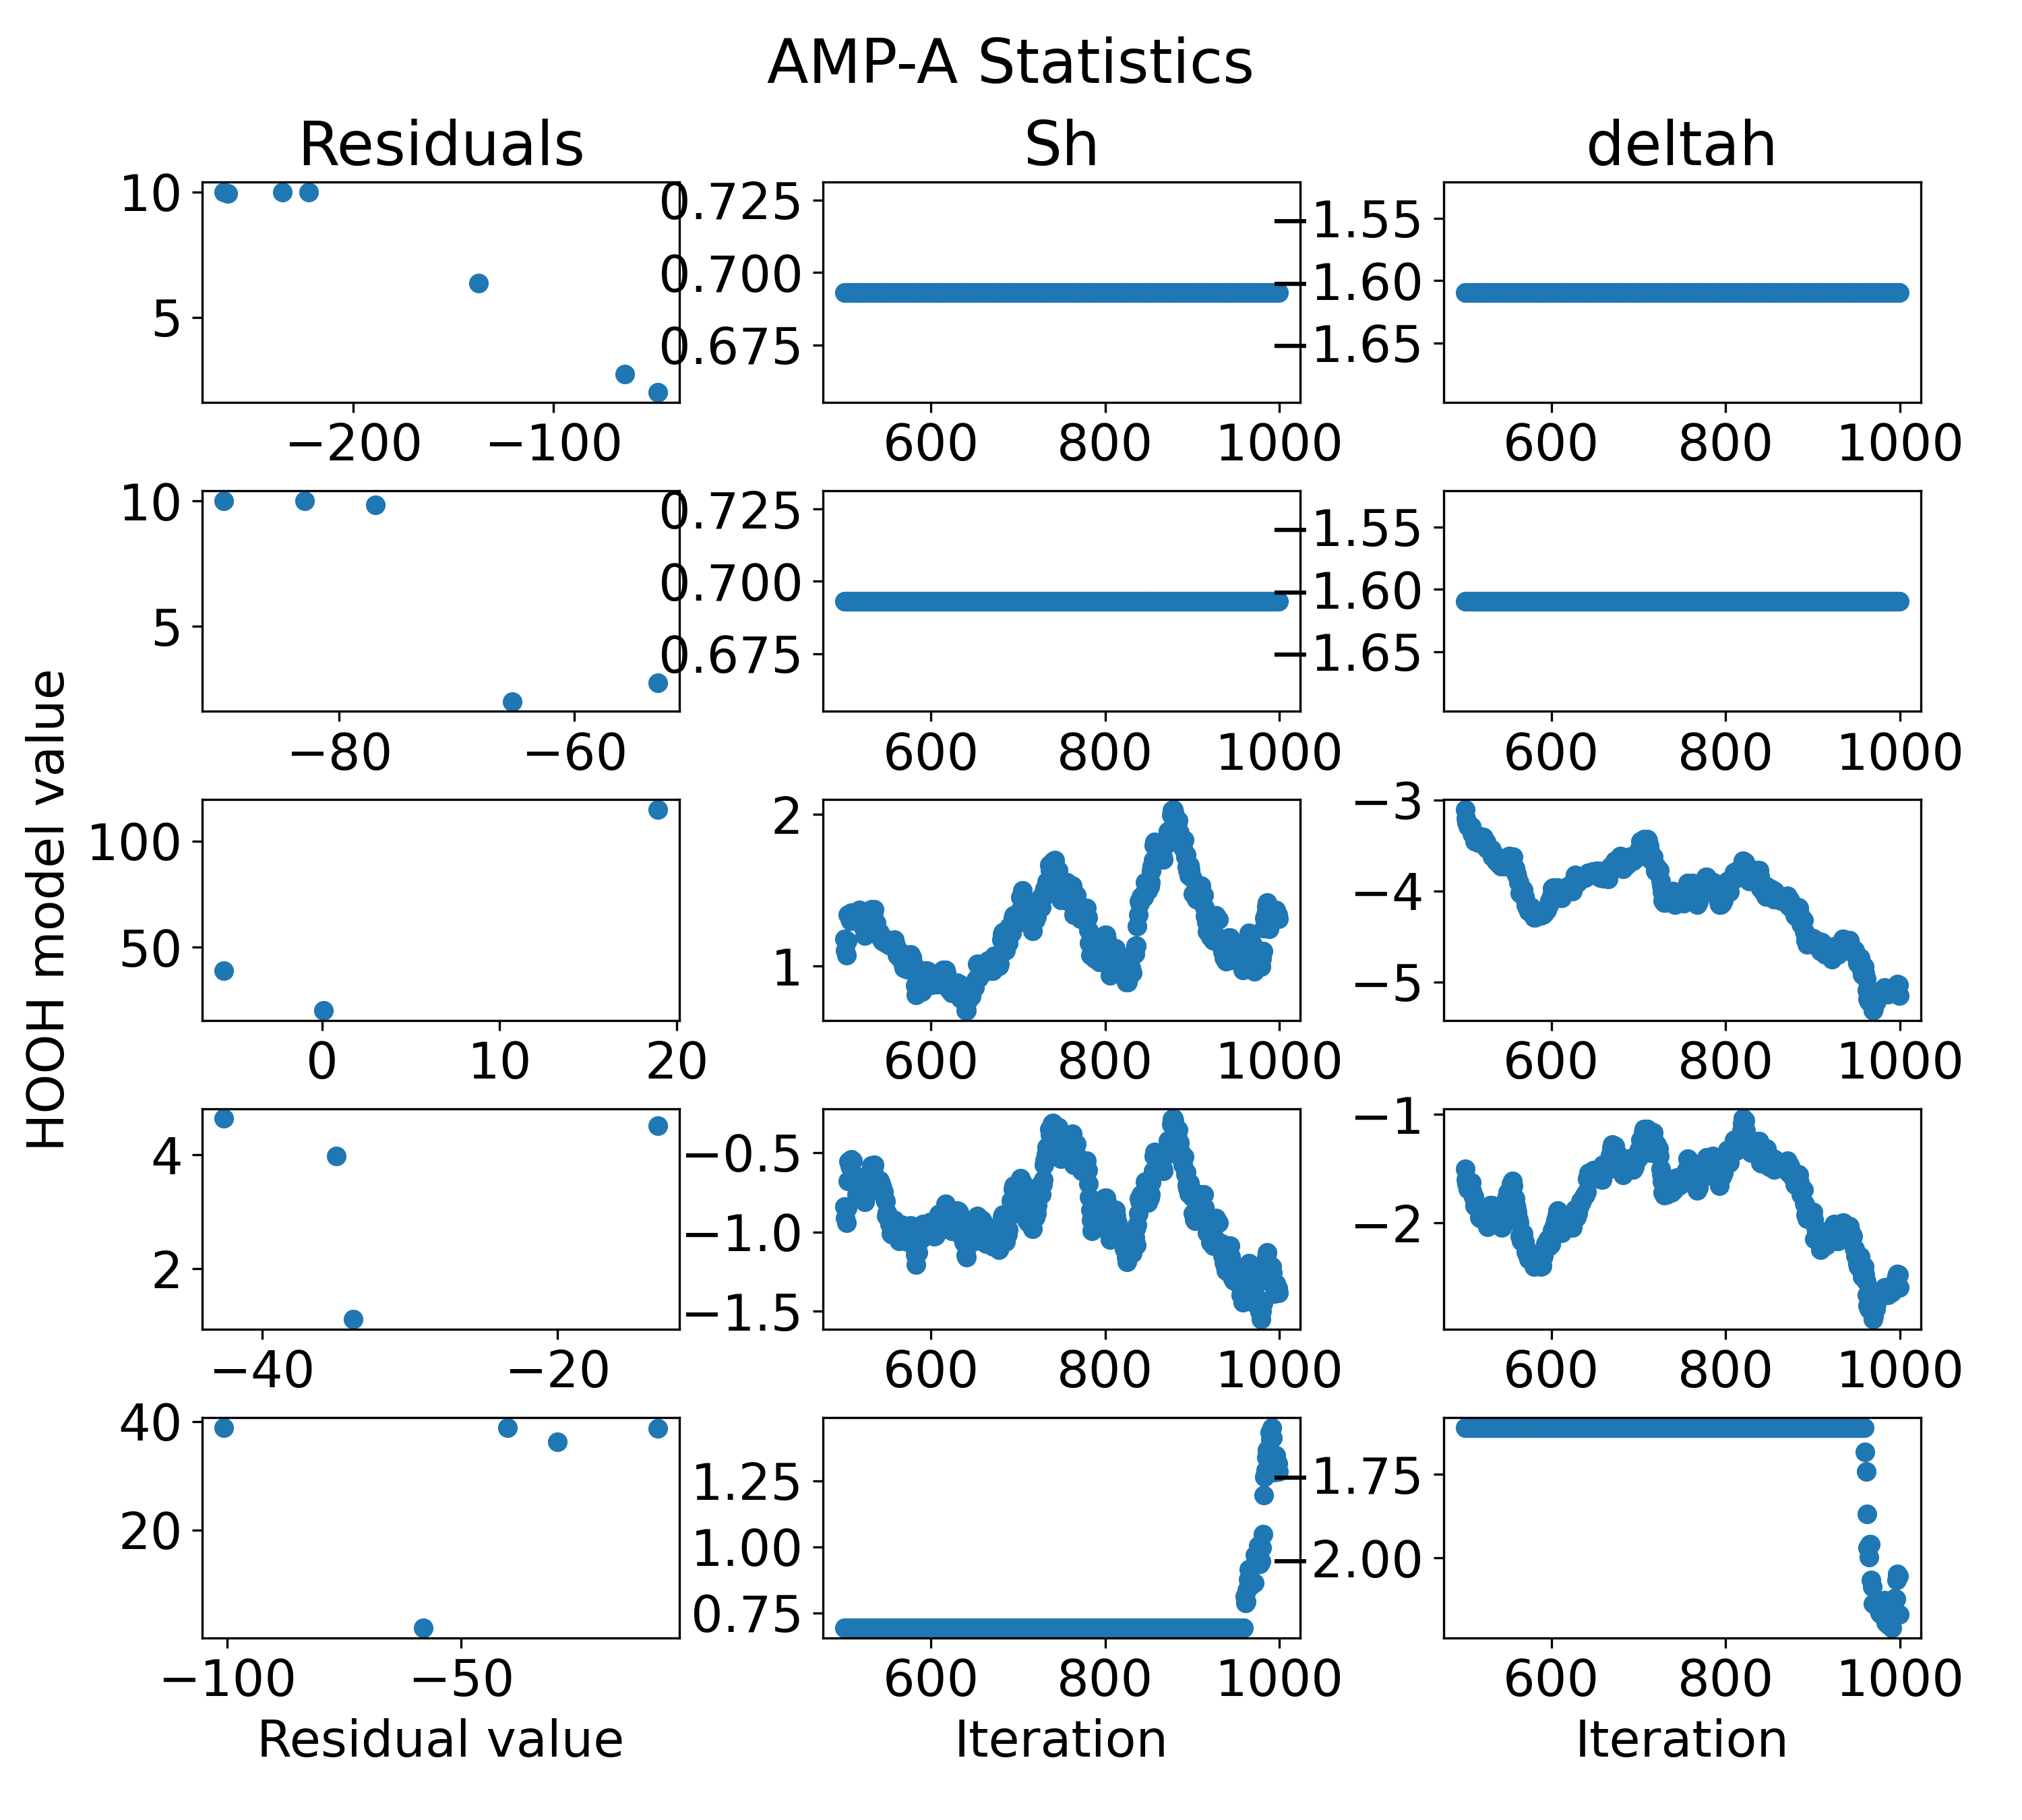 AMP-A Statistics
Residuals Sh deltah
10
5
−200 −100
0.725
0.700
0.675
600 800 1000
−1.55
−1.60
−1.65
600 800 1000
10
5
−80 −60
0.725
0.700
0.675
600 800 1000
−1.55
−1.60
−1.65
600 800 1000
HOOH model value
100
50
0 10 20
2
1
600 800 1000
−3
−4
−5
600 800 1000
4
2
−40 −20
−0.5
−1.0
−1.5
600 800 1000
−1
−2
600 800 1000
40
20
−100 −50
Residual value
1.25
1.00
0.75
600 800 1000
Iteration
−1.75
−2.00
600 800 1000
Iteration